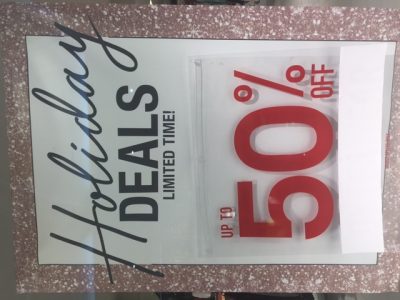 Holiday
DEALS
LIMITED TIME!
UP TO
50%
OFF